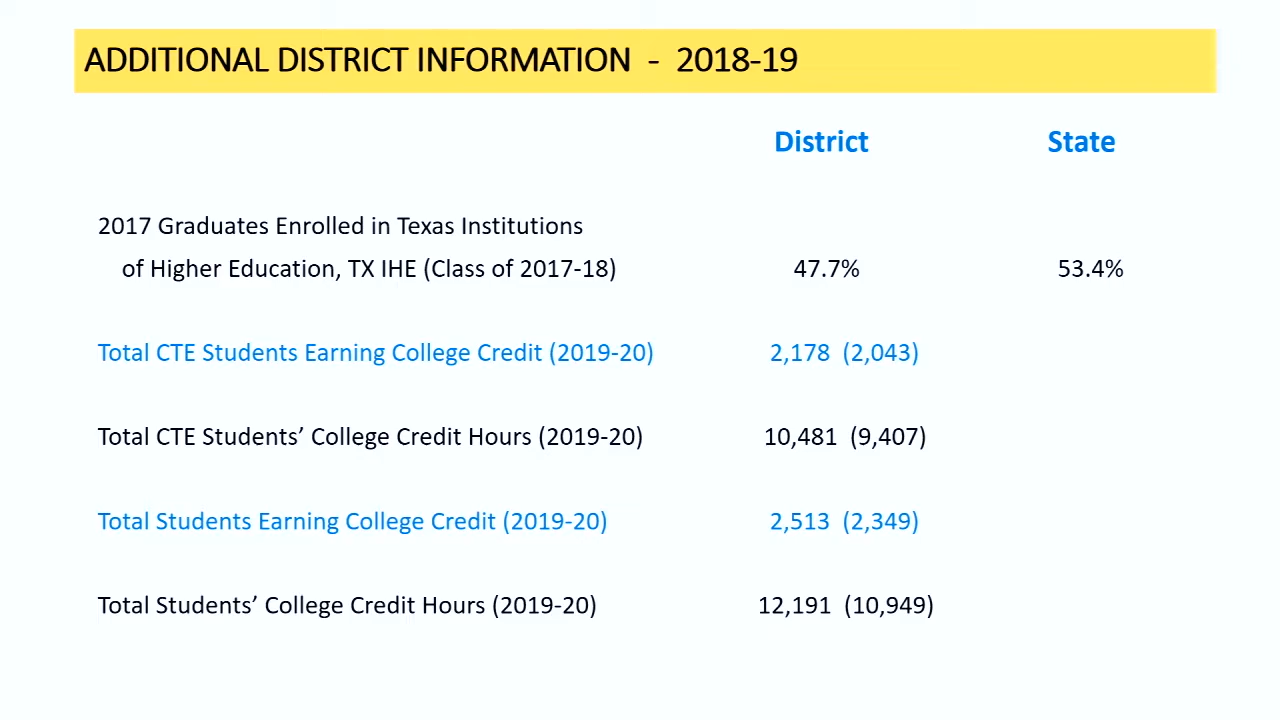 ADDITIONAL DISTRICT INFORMATION - 2018-19
District State
2017 Graduates Enrolled in Texas Institutions
of Higher Education, TX IHE (Class of 2017-18) 47.7% 53.4%
Total CTE Students Earning College Credit (2019-20) 2,178 (2,043)
Total CTE Students’ College Credit Hours (2019-20) 10,481 (9,407)
Total Students Earning College Credit (2019-20) 2,513 (2,349)
Total Students’ College Credit Hours (2019-20) 12,191 (10,949)